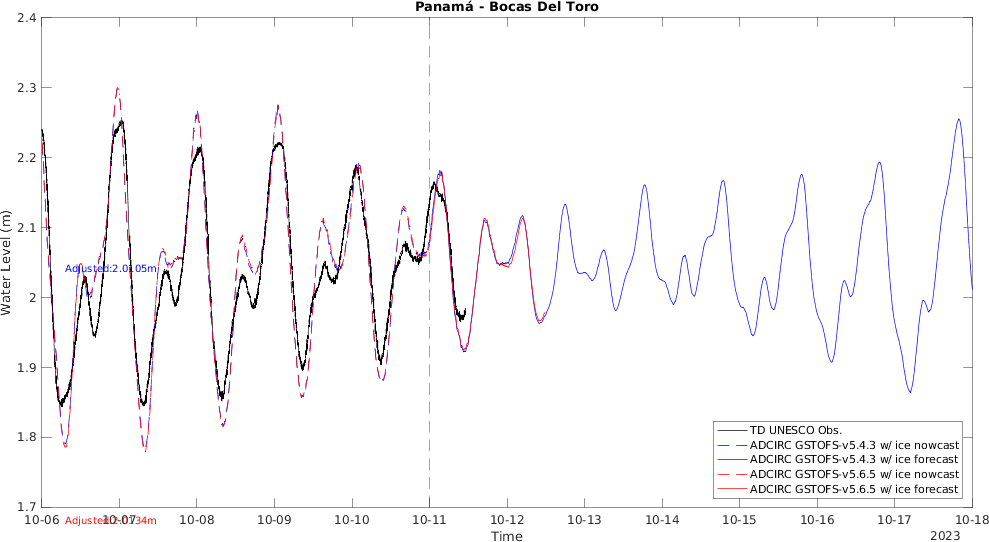 Panamá - Bocas Del Toro
Water Level (m)
2.4
2.3
2.2
2.1
2
1.9
1.8
1.7
Adjusted:2.0105m
TD UNESCO Obs.
ADCIRC GSTOFS-v5.4.3 w/ ice nowcast
ADCIRC GSTOFS-v5.4.3 w/ ice forecast
ADCIRC GSTOFS-v5.6.5 w/ ice nowcast
ADCIRC GSTOFS-v5.6.5 w/ ice forecast
10-06 10-07 10-08 10-09 10-10 10-11 10-12 10-13 10-14 10-15 10-16 10-17 10-18
Time
2023